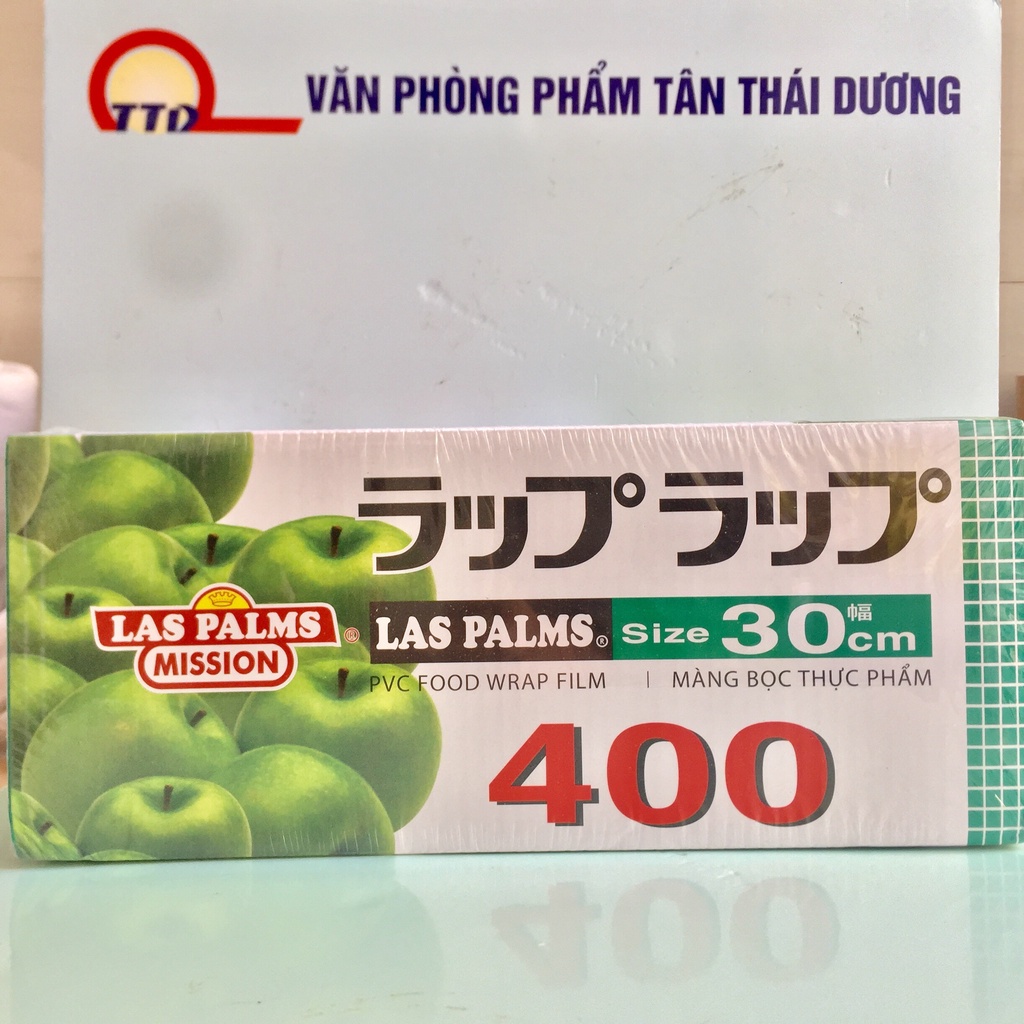 TTD
VĂN PHÒNG PHẨM TÂN THÁI DƯƠNG
ラップラップ
LAS PALMS
MISSION
®
LAS PALMS® Size 30幅cm
PVC FOOD WRAP FILM | MÀNG BỌC THỰC PHẨM
400